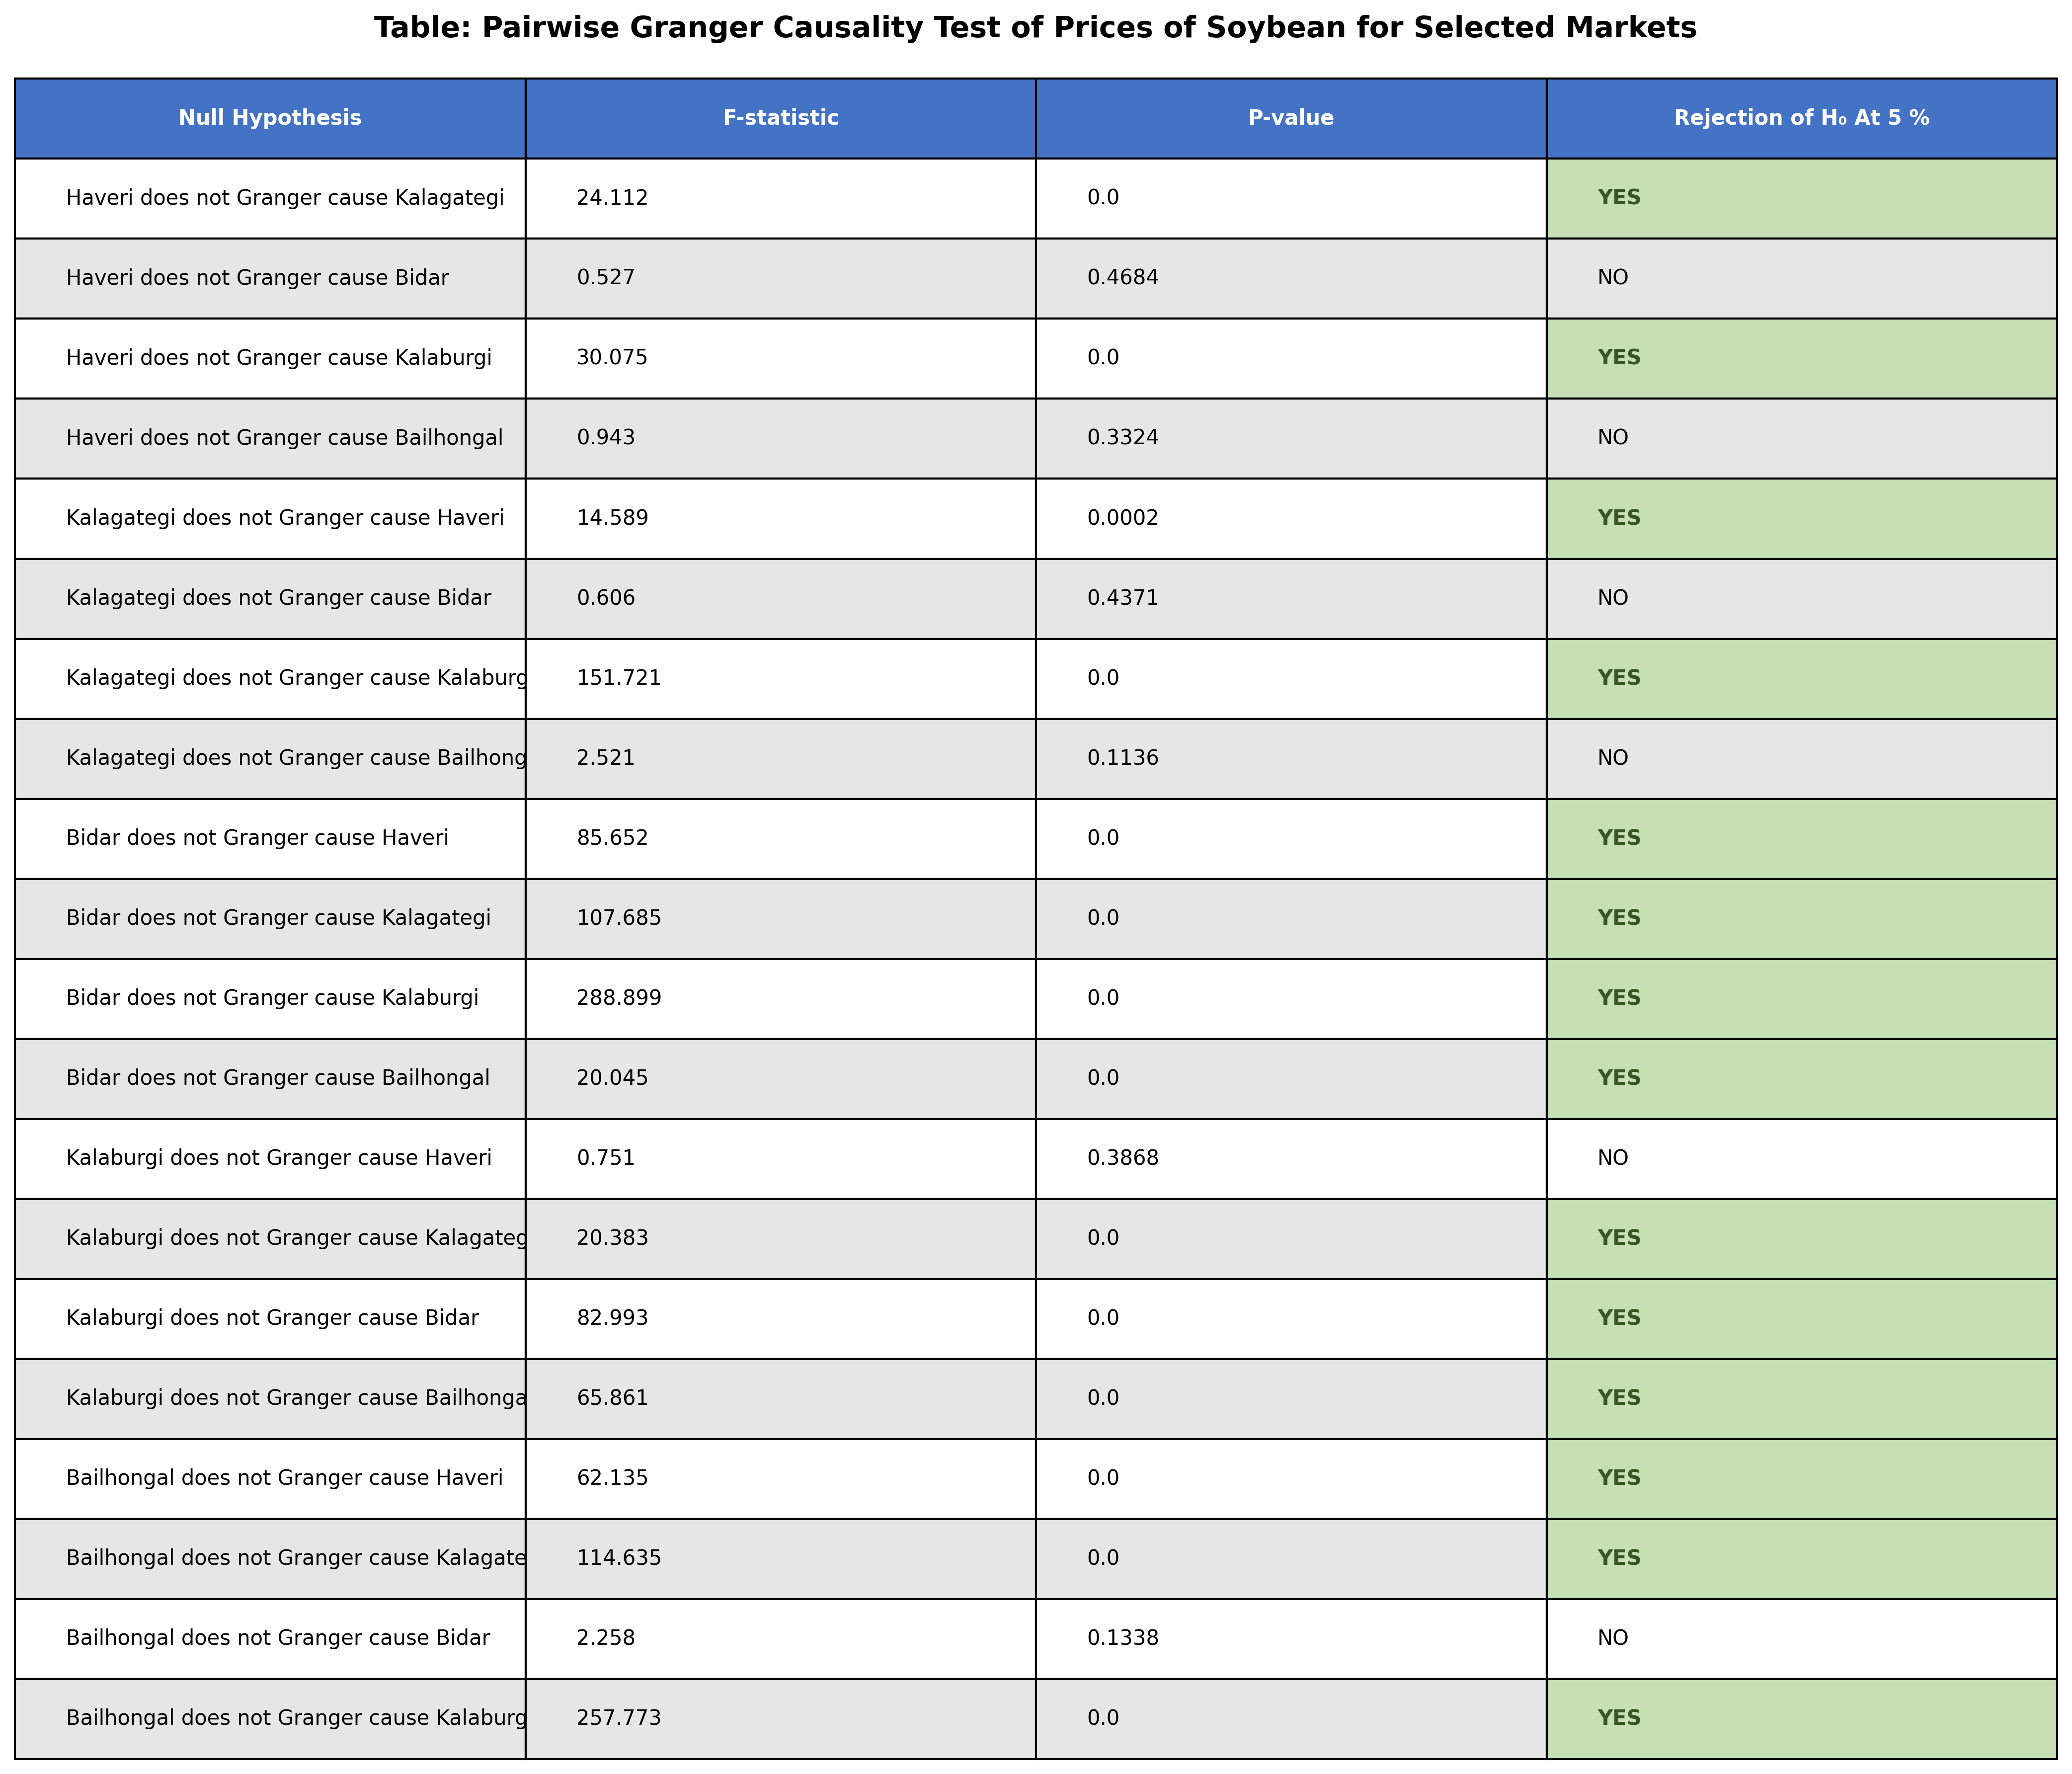 Table: Pairwise Granger Causality Test of Prices of Soybean for Selected Markets
Null Hypothesis F-statistic P-value Rejection of H₀ At 5 %
Haveri does not Granger cause Kalagategi 24.112 0.0 YES
Haveri does not Granger cause Bidar 0.527 0.4684 NO
Haveri does not Granger cause Kalaburgi 30.075 0.0 YES
Haveri does not Granger cause Bailhongal 0.943 0.3324 NO
Kalagategi does not Granger cause Haveri 14.589 0.0002 YES
Kalagategi does not Granger cause Bidar 0.606 0.4371 NO
Kalagategi does not Granger cause Kalaburg 151.721 0.0 YES
Kalagategi does not Granger cause Bailhong 2.521 0.1136 NO
Bidar does not Granger cause Haveri 85.652 0.0 YES
Bidar does not Granger cause Kalagategi 107.685 0.0 YES
Bidar does not Granger cause Kalaburgi 288.899 0.0 YES
Bidar does not Granger cause Bailhongal 20.045 0.0 YES
Kalaburgi does not Granger cause Haveri 0.751 0.3868 NO
Kalaburgi does not Granger cause Kalagateg 20.383 0.0 YES
Kalaburgi does not Granger cause Bidar 82.993 0.0 YES
Kalaburgi does not Granger cause Bailhonga 65.861 0.0 YES
Bailhongal does not Granger cause Haveri 62.135 0.0 YES
Bailhongal does not Granger cause Kalagate 114.635 0.0 YES
Bailhongal does not Granger cause Bidar 2.258 0.1338 NO
Bailhongal does not Granger cause Kalaburg 257.773 0.0 YES